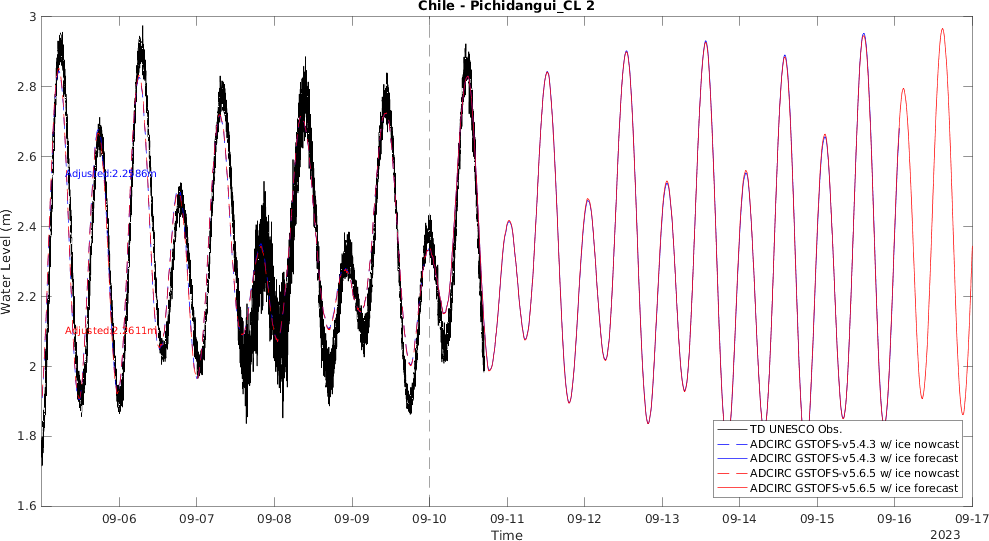 Chile - Pichidangui_CL 2
Water Level (m)
3
2.8
2.6
2.4
2.2
2
1.8
1.6
Adjusted:2.2586m
Adjusted:2.2611m
09-06
09-07
09-08
09-09
09-10
09-11
09-12
09-13
09-14
09-15
09-16
09-17
Time
2023
TD UNESCO Obs.
ADCIRC GSTOFS-v5.4.3 w/ ice nowcast
ADCIRC GSTOFS-v5.4.3 w/ ice forecast
ADCIRC GSTOFS-v5.6.5 w/ ice nowcast
ADCIRC GSTOFS-v5.6.5 w/ ice forecast